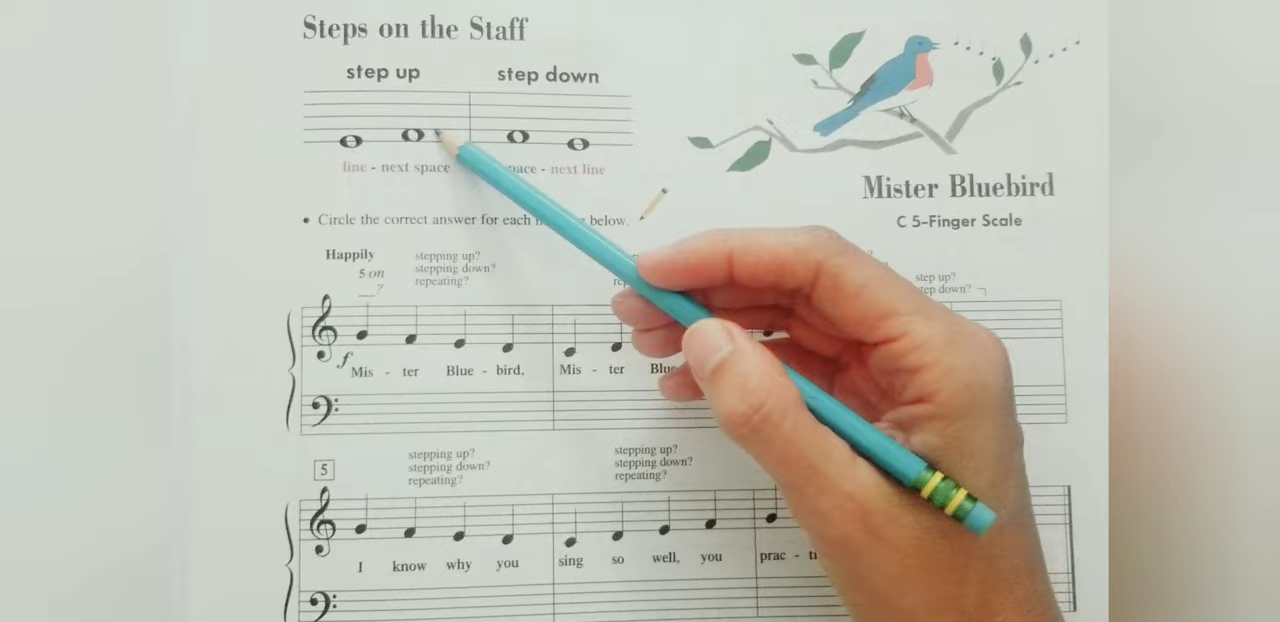 Steps on the Staff
step up step down
line - next space - next line
• Circle the correct answer for each below.
Mister Bluebird
C 5-Finger Scale
Happily
5 on
__?
stepping up?
stepping down?
repeating?
step up?
step down?
f
Mis - ter Blue - bird, Mis - ter
5
stepping up?
stepping down?
repeating?
stepping up?
stepping down?
repeating?
I know why you sing so well, you prac -